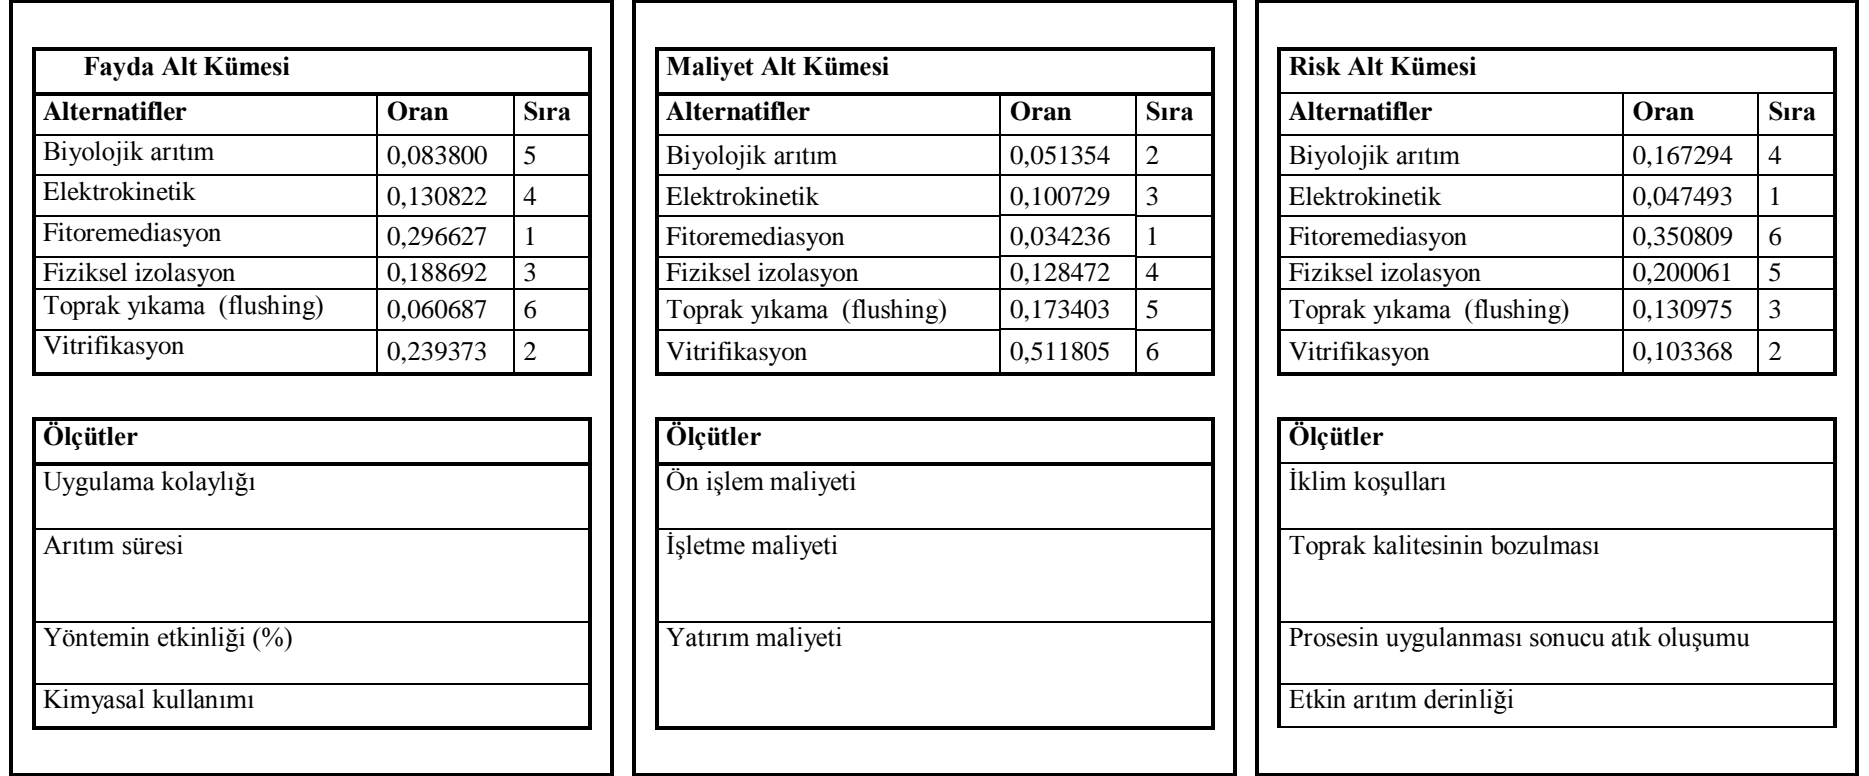 Fayda Alt Kümesi
Alternatifler Oran Sıra
Biyolojik arıtım 0,083800 5
Elektrokinetik 0,130822 4
Fitoremediasyon 0,296627 1
Fiziksel izolasyon 0,188692 3
Toprak yıkama (flushing) 0,060687 6
Vitrifikasyon 0,239373 2
Ölçütler
Uygulama kolaylığı
Arıtım süresi
Yöntemin etkinliği (%)
Kimyasal kullanımı
Maliyet Alt Kümesi
Alternatifler Oran Sıra
Biyolojik arıtım 0,051354 2
Elektrokinetik 0,100729 3
Fitoremediasyon 0,034236 1
Fiziksel izolasyon 0,128472 4
Toprak yıkama (flushing) 0,173403 5
Vitrifikasyon 0,511805 6
Ölçütler
Ön işlem maliyeti
İşletme maliyeti
Yatırım maliyeti
Risk Alt Kümesi
Alternatifler Oran Sıra
Biyolojik arıtım 0,167294 4
Elektrokinetik 0,047493 1
Fitoremediasyon 0,350809 6
Fiziksel izolasyon 0,200061 5
Toprak yıkama (flushing) 0,130975 3
Vitrifikasyon 0,103368 2
Ölçütler
İklim koşulları
Toprak kalitesinin bozulması
Prosesin uygulanması sonucu atık oluşumu
Etkin arıtım derinliği